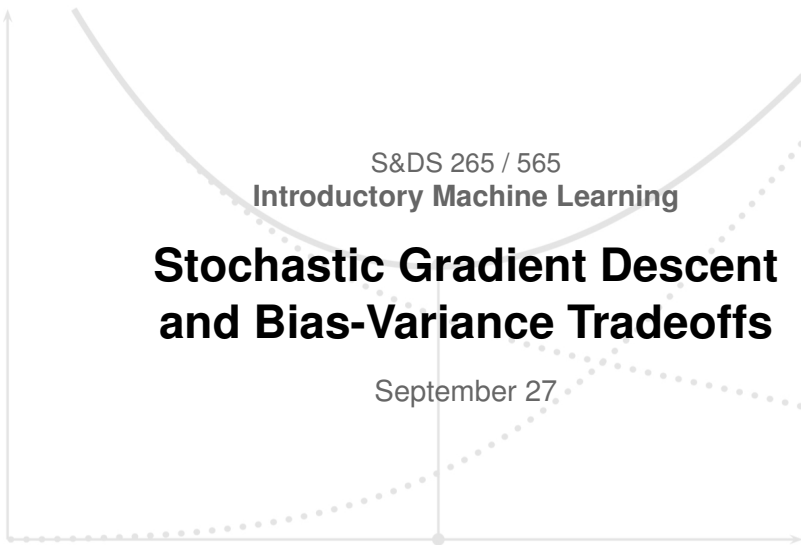 S&DS 265 / 565
Introductory Machine Learning
Stochastic Gradient Descent
and Bias-Variance Tradeoffs
September 27